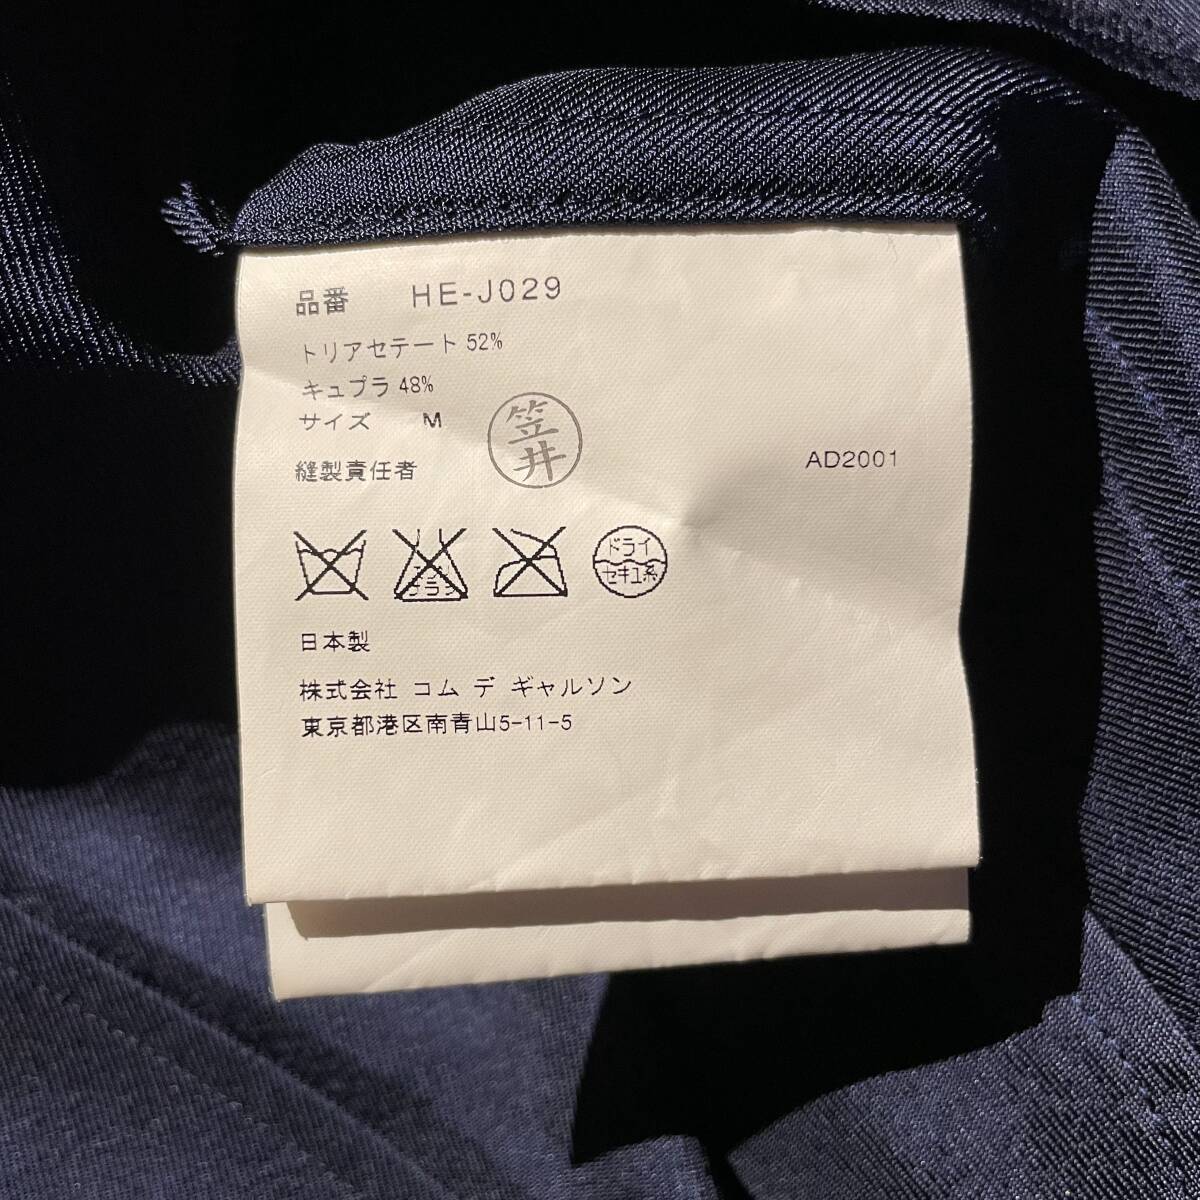 品番 HE-J029
トリアセテート 52%
キュプラ 48%
サイズ M
笠井
縫製責任者
AD2001
ドライ
セキユ系
日本製
株式会社 コム デ ギャルソン
東京都港区南青山5-11-5